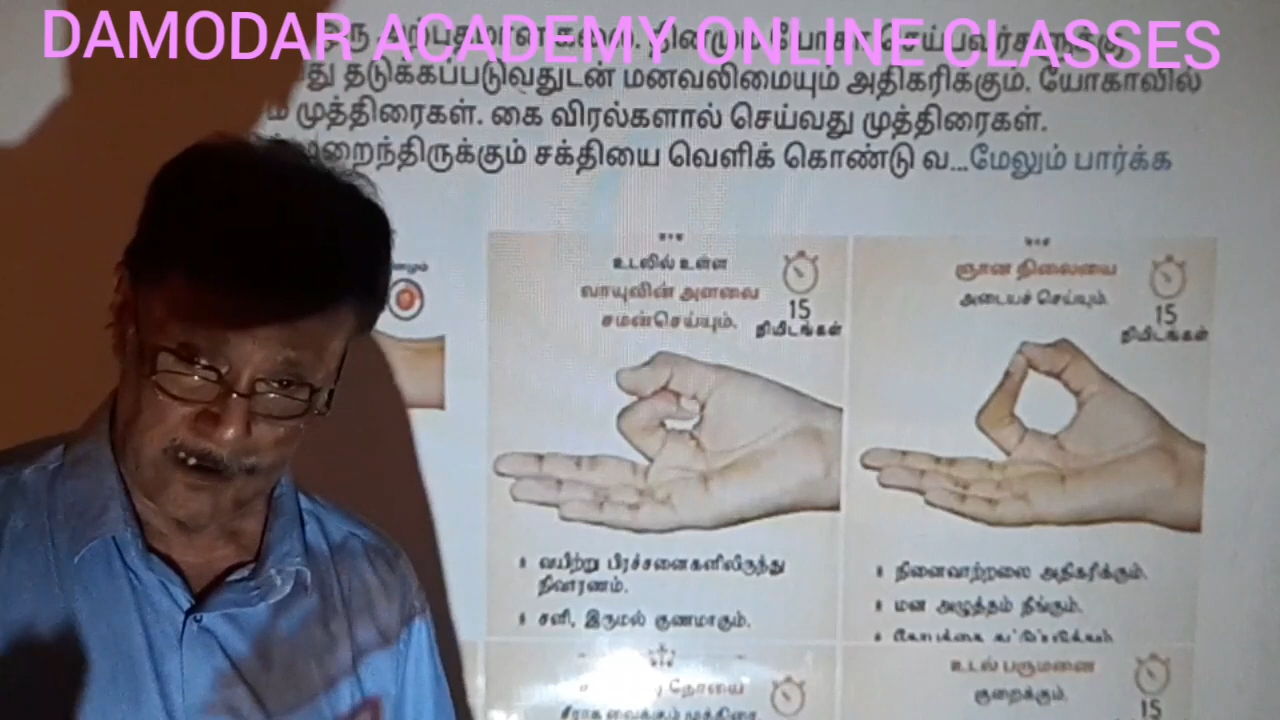 DAMODAR ACADEMY ONLINE CLASSES
தடுக்கப்படுவதுடன் மனவலிமையும் அதிகரிக்கும். யோகாவில்
முத்திரைகள். கை விரல்களால் செய்வது முத்திரைகள்.
சக்தியை வெளிக் கொண்டு வ...மேலும் பார்க்க
உடலில் உள்ள
வாயுவின் அளவை
சமன்செய்யும்.
15
நிமிடங்கள்
வயிற்று பிரச்சனைகளிலிருந்து
நிவாரணம்.
சளி, இருமல் குணமாகும்.
ஞான நிலையை
அடையச் செய்யும்.
15
நிமிடங்கள்
நினைவாற்றலை அதிகரிக்கும்.
மன அழுத்தம் நீங்கும்.
நோயை
சீராக வைக்கும் முத்திரை.
உடல் பருமனை
குறைக்கும்.
15